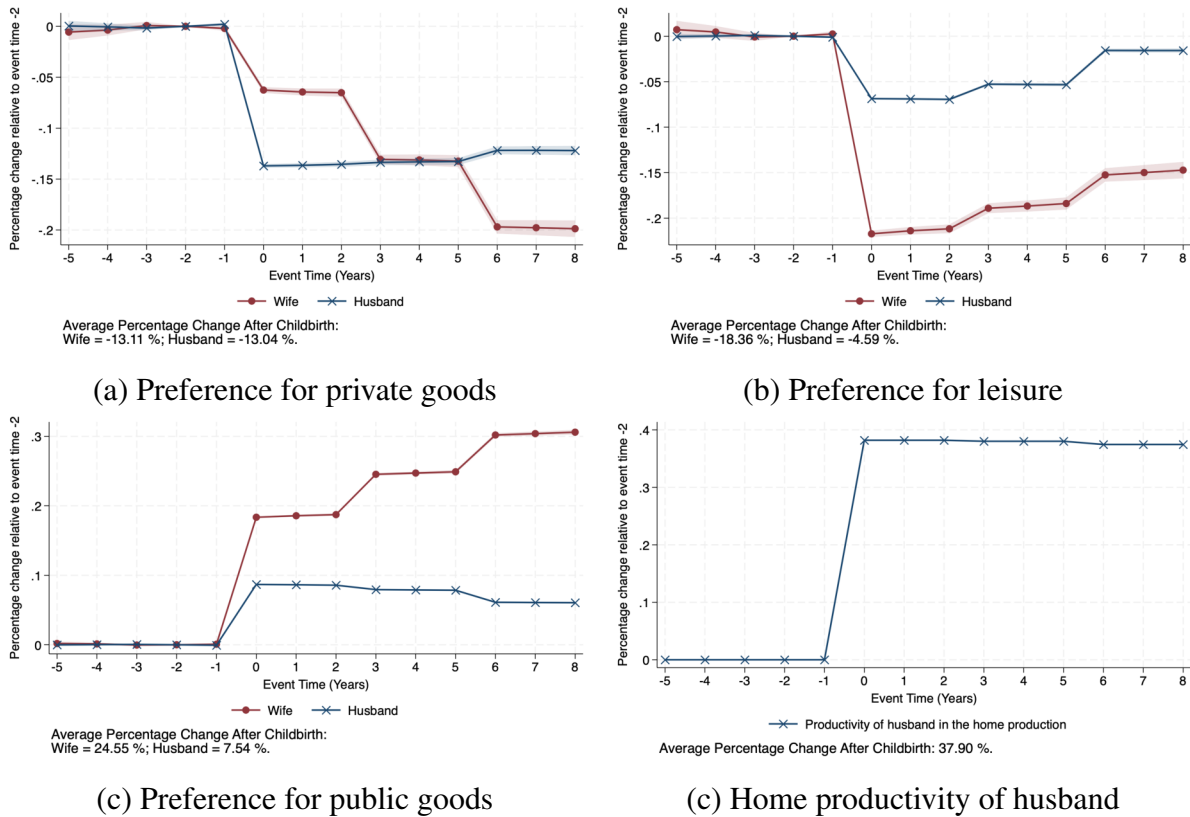 Percentage change relative to event time -2
0
-.05
-.1
-.15
-.2
-5 -4 -3 -2 -1 0 1 2 3 4 5 6 7 8
Event Time (Years)
Wife Husband
Average Percentage Change After Childbirth:
Wife = -13.11 %; Husband = -13.04 %.
(a) Preference for private goods
Percentage change relative to event time -2
0
-.05
-.1
-.15
-.2
-5 -4 -3 -2 -1 0 1 2 3 4 5 6 7 8
Event Time (Years)
Wife Husband
Average Percentage Change After Childbirth:
Wife = -18.36 %; Husband = -4.59 %.
(b) Preference for leisure
Percentage change relative to event time -2
.3
.2
.1
0
-5 -4 -3 -2 -1 0 1 2 3 4 5 6 7 8
Event Time (Years)
Wife Husband
Average Percentage Change After Childbirth:
Wife = 24.55 %; Husband = 7.54 %.
(c) Preference for public goods
Percentage change relative to event time -2
.4
.3
.2
.1
0
-5 -4 -3 -2 -1 0 1 2 3 4 5 6 7 8
Event Time (Years)
Productivity of husband in the home production
Average Percentage Change After Childbirth: 37.90 %.
(c) Home productivity of husband